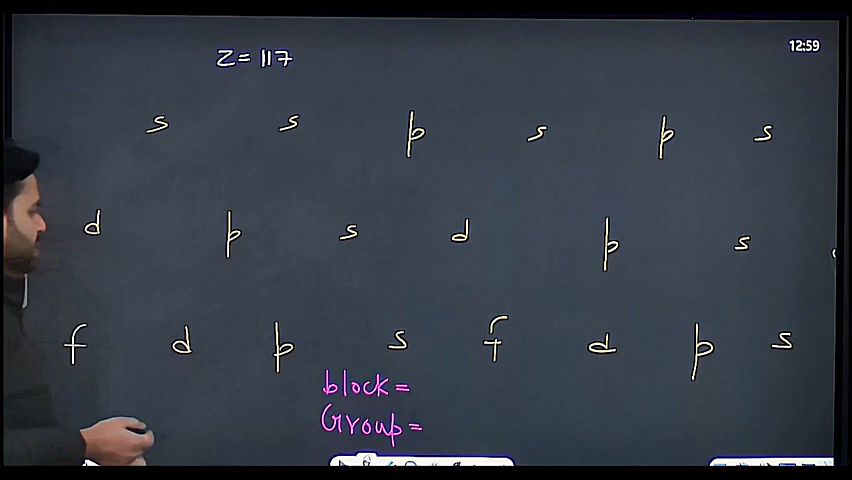 12:59
Z = 117
s s p s p s
d p s d p s
f d p s f d p s
block =
Group =